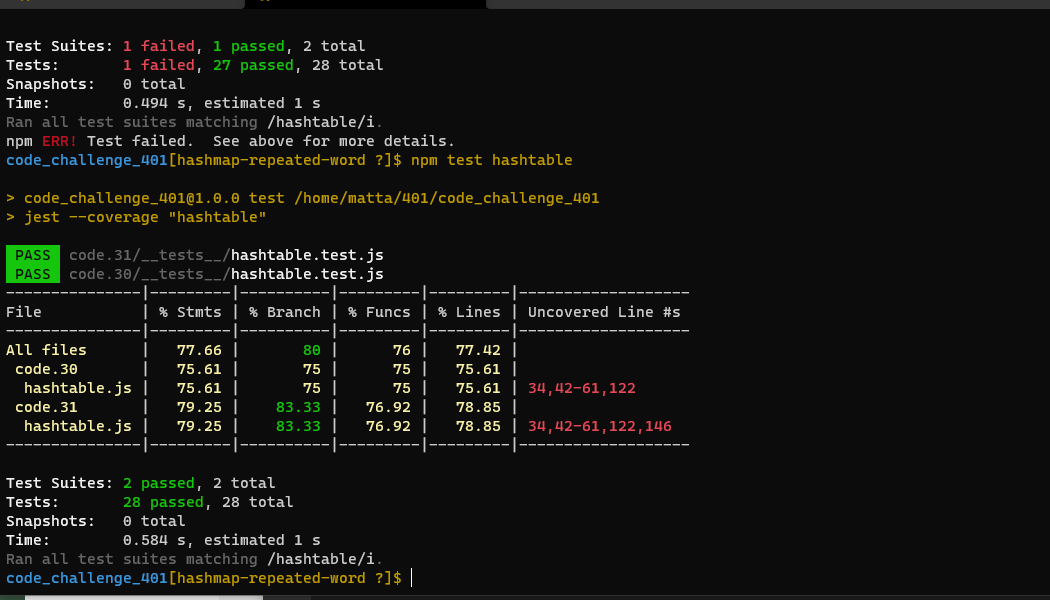 Test Suites: 1 failed, 1 passed, 2 total
Tests:       1 failed, 27 passed, 28 total
Snapshots:   0 total
Time:        0.494 s, estimated 1 s
Ran all test suites matching /hashtable/i.
npm ERR! Test failed.  See above for more details.
code_challenge_401[hashmap-repeated-word ?]$ npm test hashtable
> code_challenge_401@1.0.0 test /home/matta/401/code_challenge_401
> jest --coverage "hashtable"
PASS code.31/__tests__/hashtable.test.js
PASS code.30/__tests__/hashtable.test.js
---------------|---------|----------|---------|---------|-------------------
File           | % Stmts | % Branch | % Funcs | % Lines | Uncovered Line #s
---------------|---------|----------|---------|---------|-------------------
All files      |   77.66 |       80 |      76 |   77.42 |
 code.30       |   75.61 |       75 |      75 |   75.61 |
  hashtable.js |   75.61 |       75 |      75 |   75.61 | 34,42-61,122
 code.31       |   79.25 |    83.33 |   76.92 |   78.85 |
  hashtable.js |   79.25 |    83.33 |   76.92 |   78.85 | 34,42-61,122,146
---------------|---------|----------|---------|---------|-------------------
Test Suites: 2 passed, 2 total
Tests:       28 passed, 28 total
Snapshots:   0 total
Time:        0.584 s, estimated 1 s
Ran all test suites matching /hashtable/i.
code_challenge_401[hashmap-repeated-word ?]$